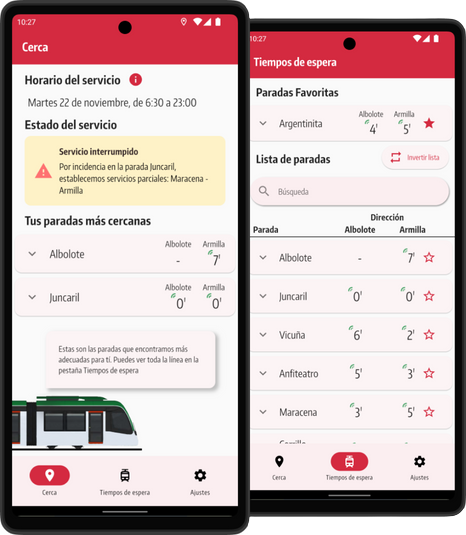 10:27
Cerca
Horario del servicio
Martes 22 de noviembre, de 6:30 a 23:00
Estado del servicio
Servicio interrumpido
Por incidencia en la parada Juncaril,
establecemos servicios parciales: Maracena -
Armilla
Tus paradas más cercanas
Albolote Armilla
Albolote - 7'
Albolote Armilla
Juncaril 0' 0'
Estas son las paradas que encontramos más
adecuadas para tí. Puedes ver toda la línea en la
pestaña Tiempos de espera
Cerca Tiempos de espera Ajustes
10:27
Tiempos de espera
Paradas Favoritas
Albolote Armilla
Argentinita 4' 5'
Lista de paradas Invertir lista
Búsqueda
Dirección
Parada Albolote Armilla
Albolote - 7'
Juncaril 0' 0'
Vicuña 6' 2'
Anfiteatro 5' 3'
Maracena 3' 5'
Cerca Tiempos de espera Ajustes